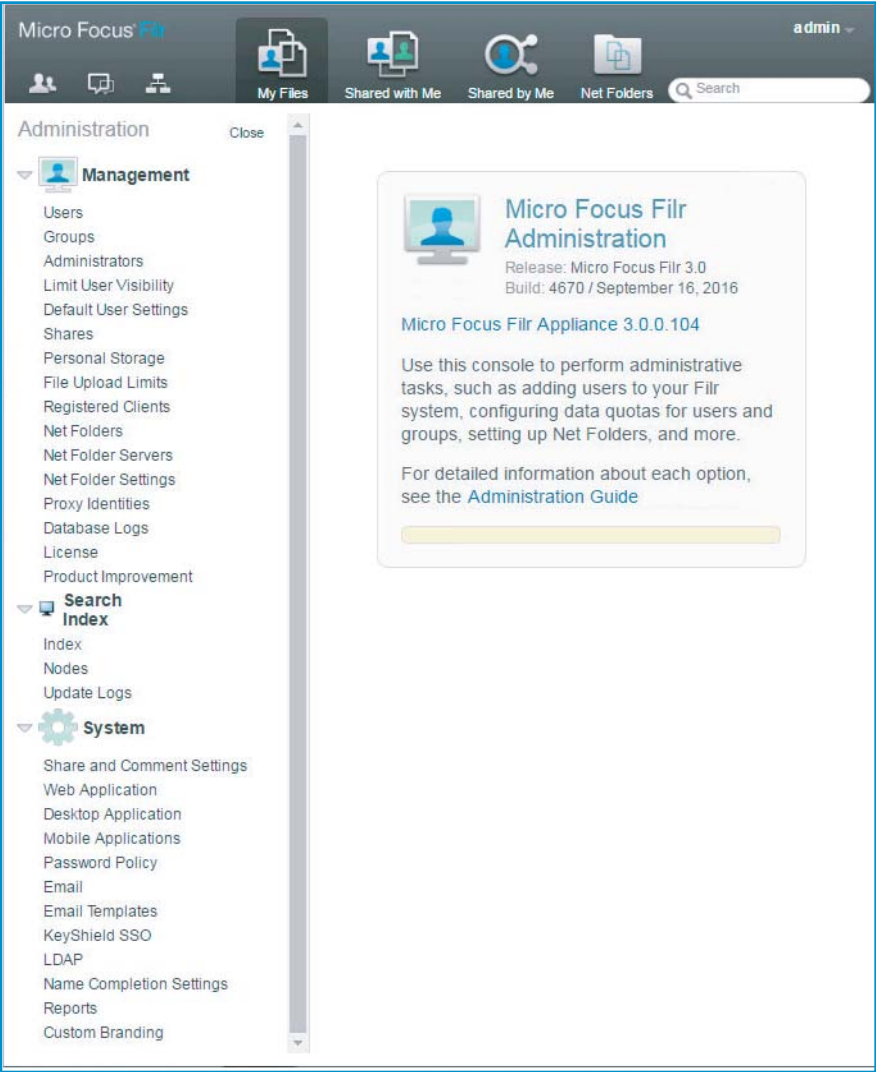 Micro Focus® Filr
admin
My Files
Shared with Me
Shared by Me
Net Folders
Search
Administration
Close
Management
Users
Groups
Administrators
Limit User Visibility
Default User Settings
Shares
Personal Storage
File Upload Limits
Registered Clients
Net Folders
Net Folder Servers
Net Folder Settings
Proxy Identities
Database Logs
License
Product Improvement
Search
Index
Index
Nodes
Update Logs
System
Share and Comment Settings
Web Application
Desktop Application
Mobile Applications
Password Policy
Email
Email Templates
KeyShield SSO
LDAP
Name Completion Settings
Reports
Custom Branding
Micro Focus Filr
Administration
Release: Micro Focus Filr 3.0
Build: 4670 / September 16, 2016
Micro Focus Filr Appliance 3.0.0.104
Use this console to perform administrative
tasks, such as adding users to your Filr
system, configuring data quotas for users and
groups, setting up Net Folders, and more.
For detailed information about each option,
see the Administration Guide